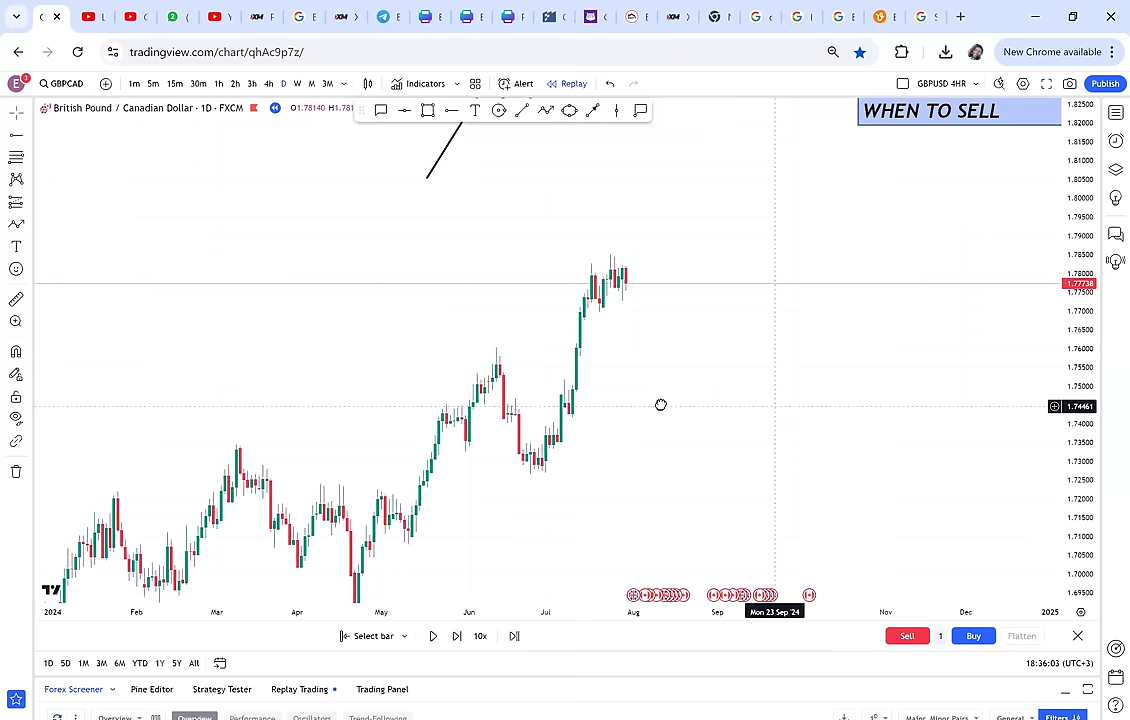 New Chrome available
tradingview.com/chart/qhAc9p7z/
E 3 GBPCAD 1m 5m 15m 30m 1h 2h 3h 4h D W M 3M Indicators Alert Replay GBPUSD 4HR Publish
British Pound / Canadian Dollar · 1D · FXCM O1.78140 H1.781
WHEN TO SELL
1.82500
1.82000
1.81500
1.81000
1.80500
1.80000
1.79500
1.79000
1.78500
1.78000
1.77738
1.77500
1.77000
1.76500
1.76000
1.75500
1.75000
1.74461
1.74000
1.73500
1.73000
1.72500
1.72000
1.71500
1.71000
1.70500
1.70000
1.69500
2024 Feb Mar Apr May Jun Jul Aug Sep Mon 23 Sep '24 Nov Dec 2025
Select bar 10x Sell 1 Buy Flatten
1D 5D 1M 3M 6M YTD 1Y 5Y All 18:36:03 (UTC+3)
Forex Screener Pine Editor Strategy Tester Replay Trading Trading Panel
Overview Overview Performance Oscillators Trend-Following 1D Major, Minor Pairs General Filters